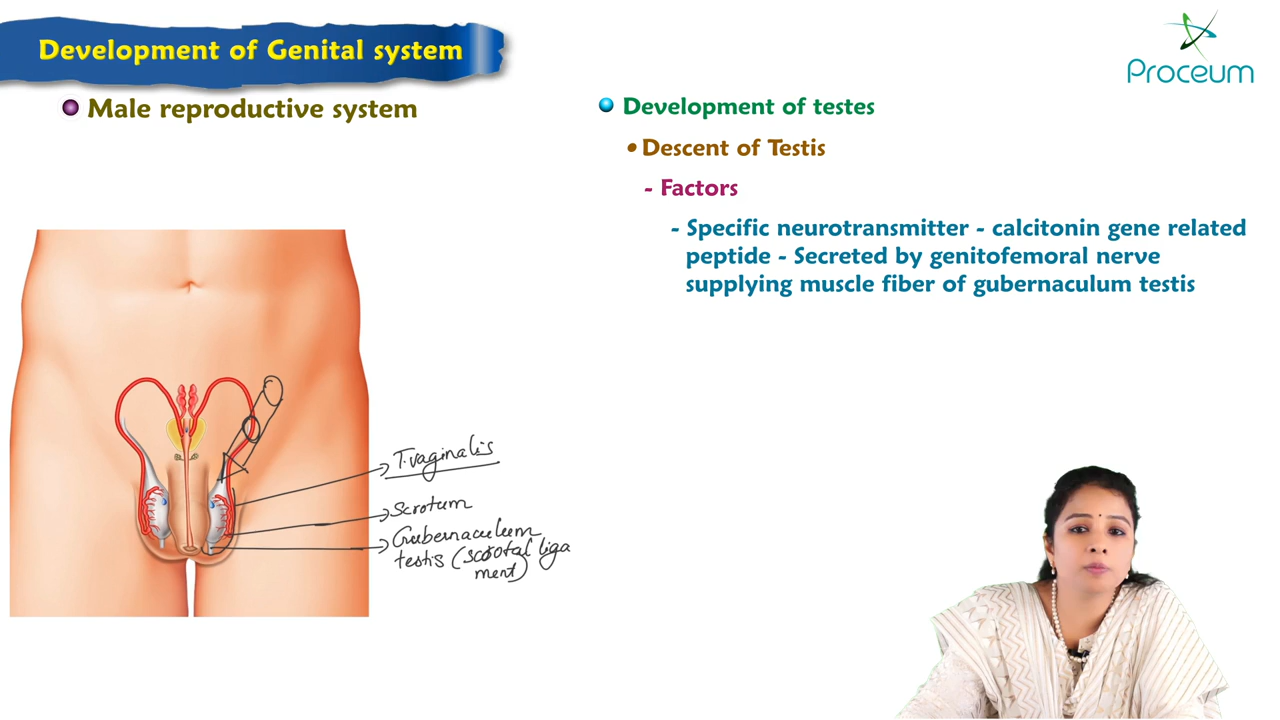 Development of Genital system
Proceum
Male reproductive system
Development of testes
Descent of Testis
- Factors
- Specific neurotransmitter - calcitonin gene related
peptide - Secreted by genitofemoral nerve
supplying muscle fiber of gubernaculum testis
T.vaginalis
Scrotum
Gubernaculum
testis (scrotal liga
ment)